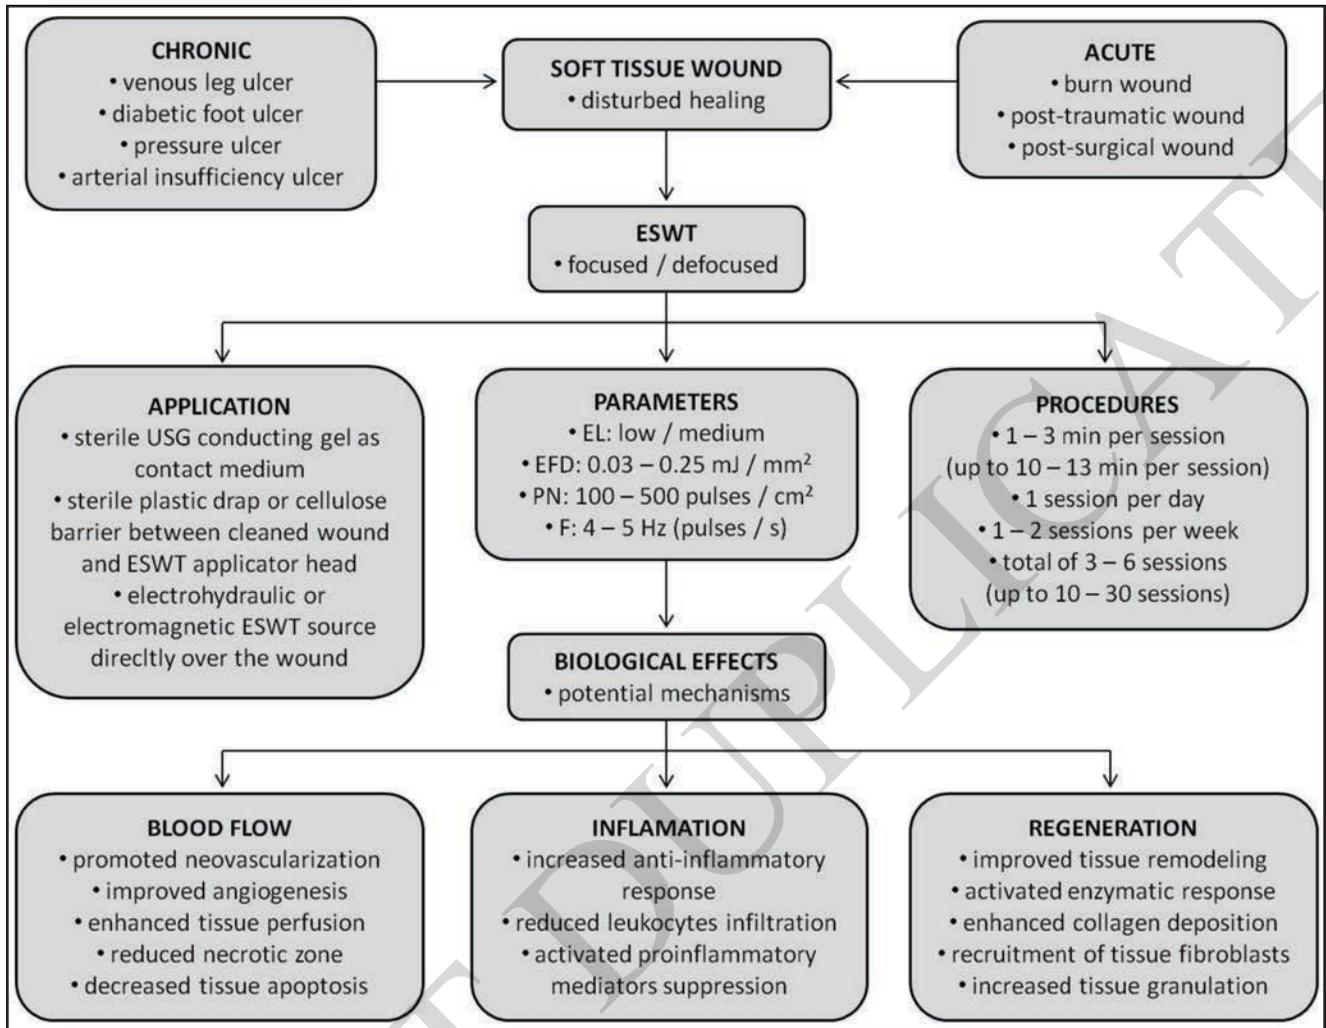 CHRONIC
• venous leg ulcer
• diabetic foot ulcer
• pressure ulcer
• arterial insufficiency ulcer
SOFT TISSUE WOUND
• disturbed healing
ACUTE
• burn wound
• post-traumatic wound
• post-surgical wound
ESWT
• focused / defocused
APPLICATION
• sterile USG conducting gel as
contact medium
• sterile plastic drap or cellulose
barrier between cleaned wound
and ESWT applicator head
• electrohydraulic or
electromagnetic ESWT source
direcltly over the wound
PARAMETERS
• EL: low / medium
• EFD: 0.03 – 0.25 mJ / mm²
• PN: 100 – 500 pulses / cm²
• F: 4 – 5 Hz (pulses / s)
PROCEDURES
• 1 – 3 min per session
(up to 10 – 13 min per session)
• 1 session per day
• 1 – 2 sessions per week
• total of 3 – 6 sessions
(up to 10 – 30 sessions)
BIOLOGICAL EFFECTS
• potential mechanisms
BLOOD FLOW
• promoted neovascularization
• improved angiogenesis
• enhanced tissue perfusion
• reduced necrotic zone
• decreased tissue apoptosis
INFLAMATION
• increased anti-inflammatory
response
• reduced leukocytes infiltration
• activated proinflammatory
mediators suppression
REGENERATION
• improved tissue remodeling
• activated enzymatic response
• enhanced collagen deposition
• recruitment of tissue fibroblasts
• increased tissue granulation